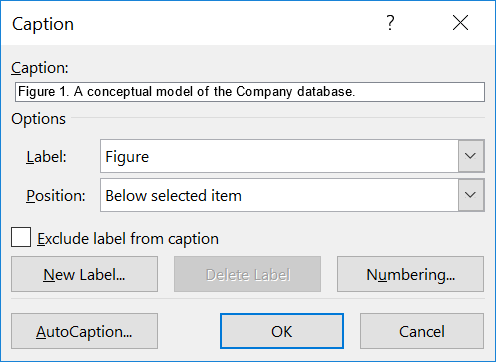 Caption ?
Caption:
Figure 1. A conceptual model of the Company database.
Options
Label: Figure
Position: Below selected item
Exclude label from caption
New Label... Delete Label Numbering...
AutoCaption... OK Cancel